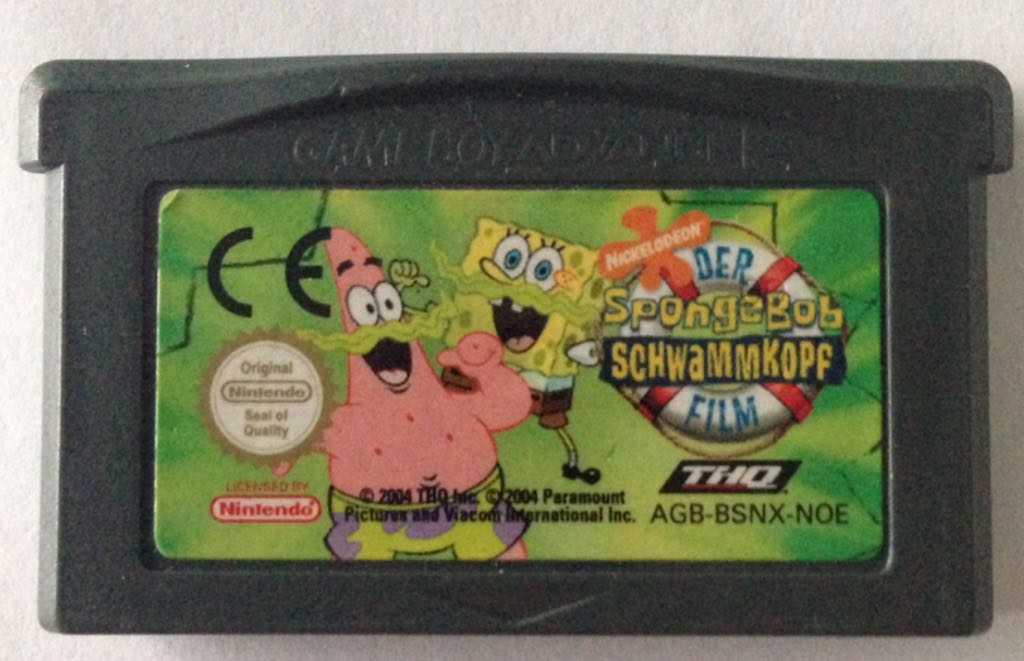 GAME BOY ADVANCE
CE
NICKELODEON
DER
SpongeBob
SCHWAMMKOPF
FILM
Original
Nintendo
Seal of
Quality
LICENSED BY
Nintendo
THQ
© 2004 THQ Inc. © 2004 Paramount
Pictures and Viacom International Inc.
AGB-BSNX-NOE